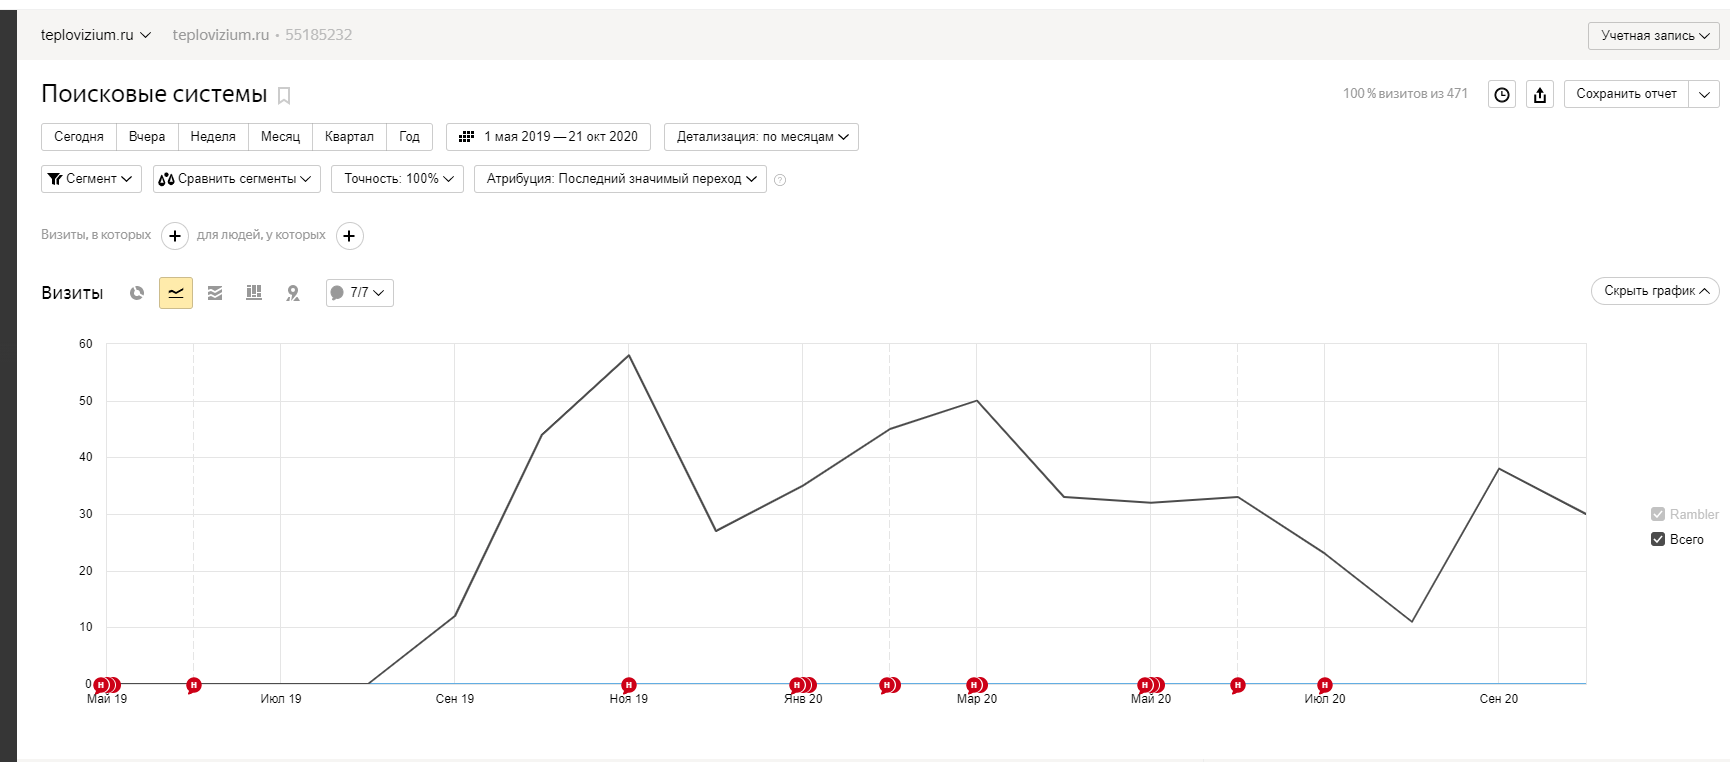 teplovizium.ru teplovizium.ru • 55185232 Учетная запись
Поисковые системы 100 % визитов из 471 Сохранить отчет
Сегодня Вчера Неделя Месяц Квартал Год 1 мая 2019 — 21 окт 2020 Детализация: по месяцам
Сегмент Сравнить сегменты Точность: 100% Атрибуция: Последний значимый переход ?
Визиты, в которых + для людей, у которых +
Визиты 7/7 Скрыть график
60
50
40
30
20
10
0
Rambler
Всего
Н Н Н Н Н Н Н Н Н
Май 19 Июл 19 Сен 19 Ноя 19 Янв 20 Мар 20 Май 20 Июл 20 Сен 20